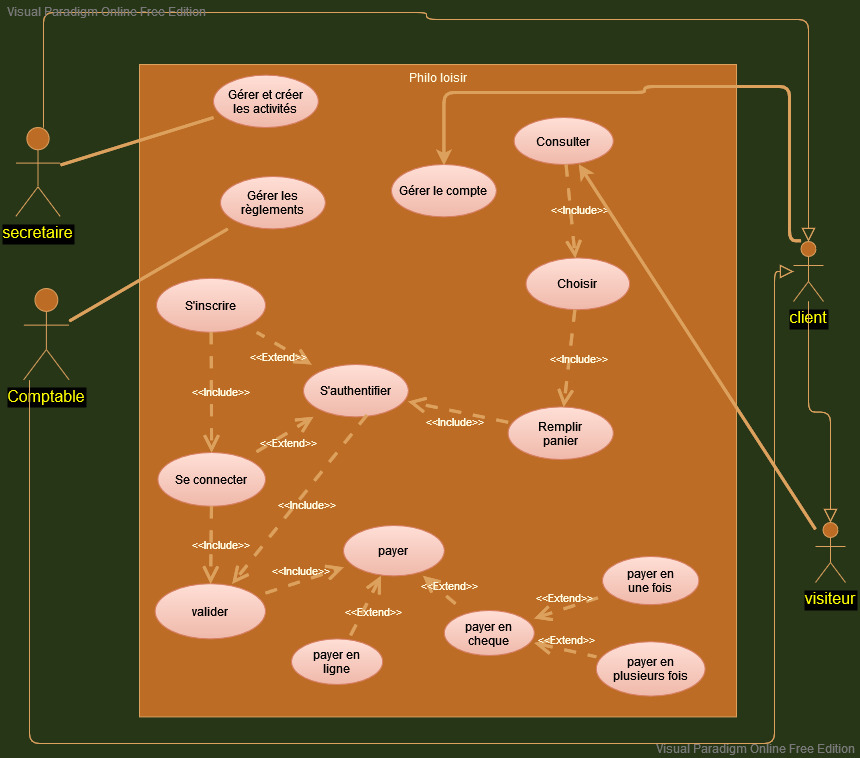 Visual Paradigm Online Free Edition
Philo loisir
Gérer et créer
les activités
Consulter
secretaire
Gérer les
règlements
Gérer le compte
<<Include>>
client
Choisir
S'inscrire
<<Extend>>
<<Include>>
Comptable
<<Include>>
S'authentifier
Remplir
panier
<<Include>>
<<Extend>>
Se connecter
<<Include>>
<<Include>>
payer
<<Include>>
valider
<<Extend>>
<<Extend>>
payer en
une fois
<<Extend>>
visiteur
payer en
cheque
<<Extend>>
payer en
ligne
payer en
plusieurs fois
Visual Paradigm Online Free Edition